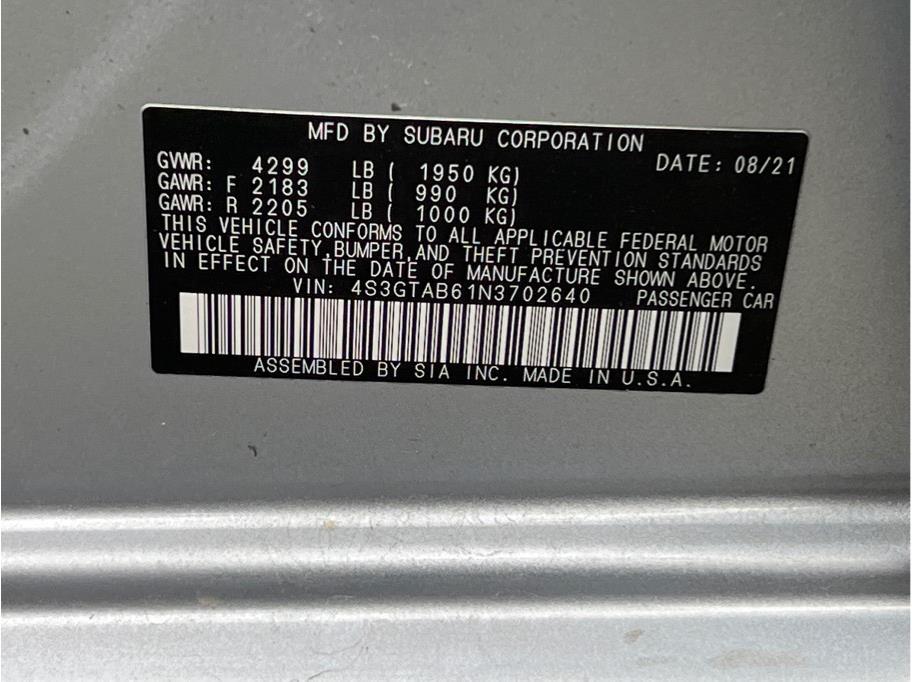 MFD BY SUBARU CORPORATION
DATE: 08/21
GVWR: 4299 LB ( 1950 KG)
GAWR: F 2183 LB ( 990 KG)
GAWR: R 2205 LB ( 1000 KG)
THIS VEHICLE CONFORMS TO ALL APPLICABLE FEDERAL MOTOR
VEHICLE SAFETY,BUMPER,AND THEFT PREVENTION STANDARDS
IN EFFECT ON THE DATE OF MANUFACTURE SHOWN ABOVE.
VIN: 4S3GTAB61N3702640 PASSENGER CAR
ASSEMBLED BY SIA INC. MADE IN U.S.A.